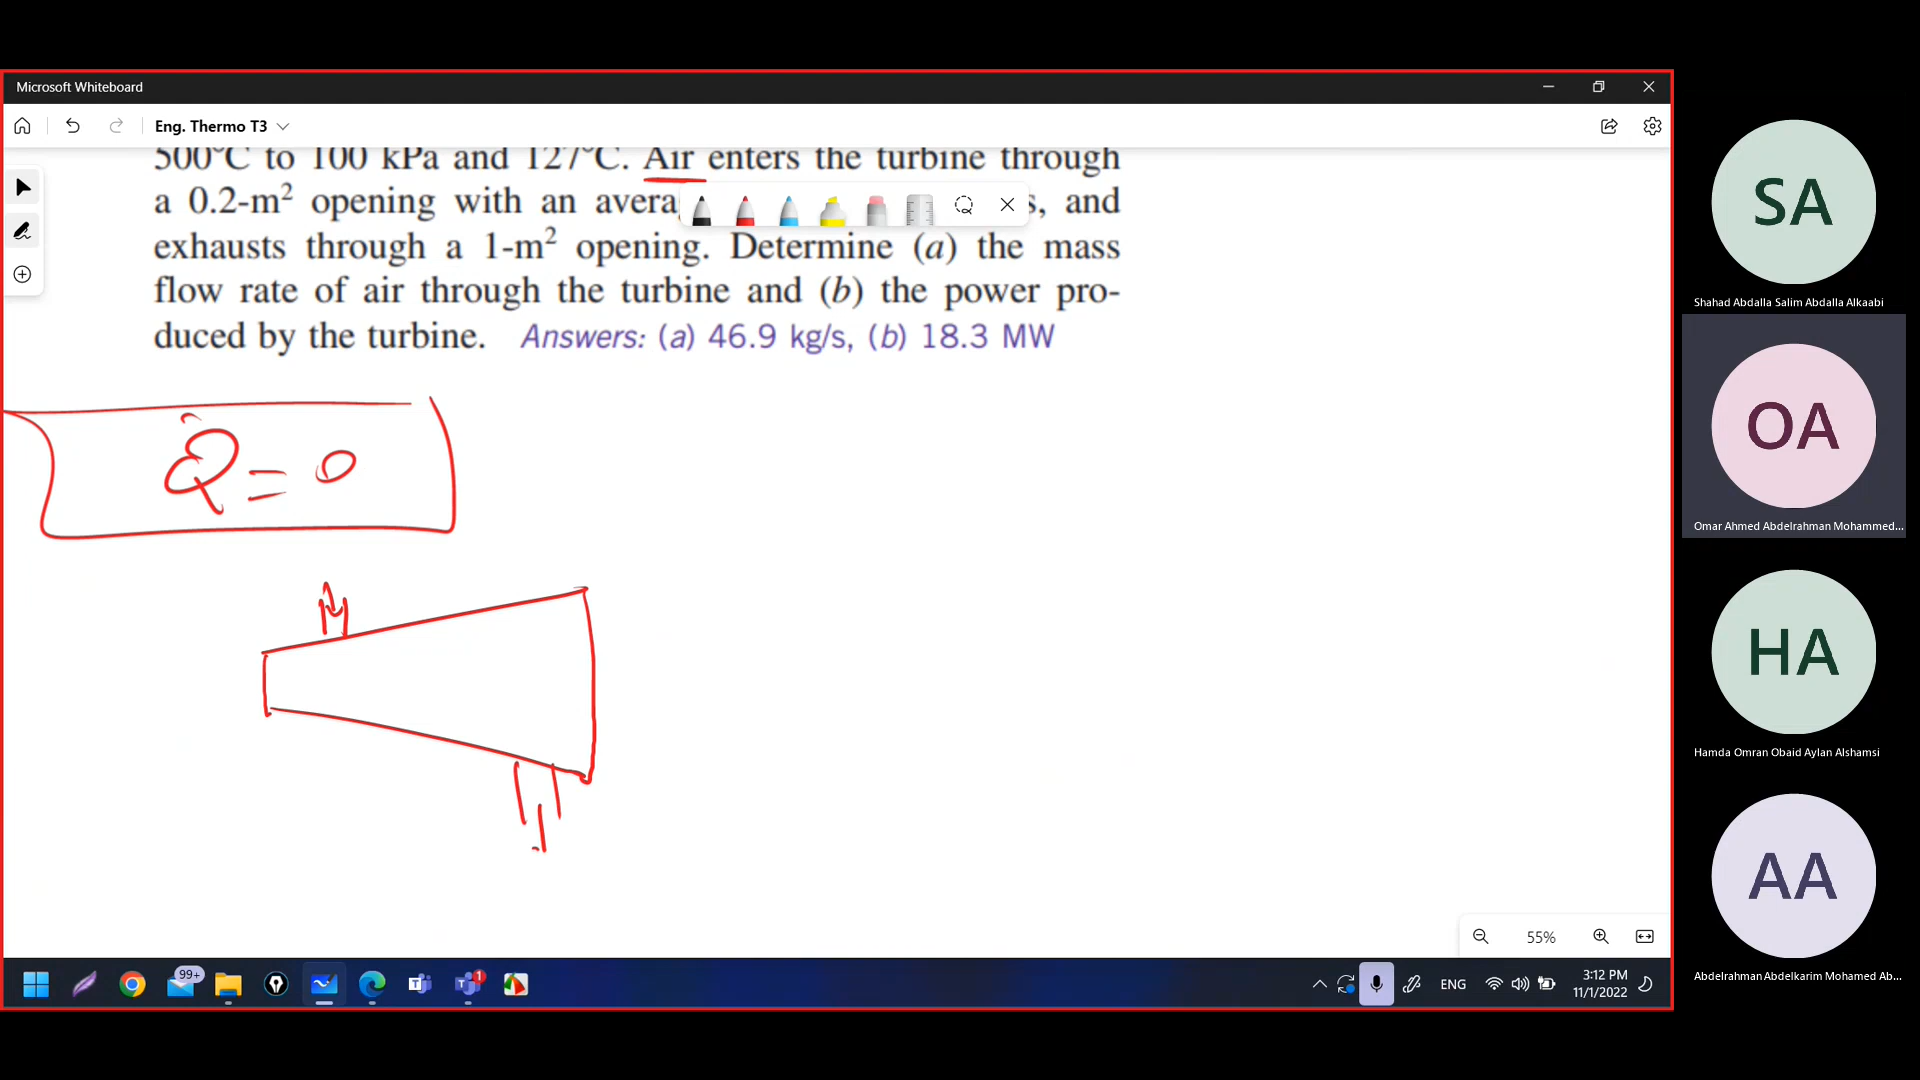 Microsoft Whiteboard
Eng. Thermo T3
500°C to 100 kPa and 127°C. Air enters the turbine through
a 0.2-m² opening with an avera s, and
exhausts through a 1-m² opening. Determine (a) the mass
flow rate of air through the turbine and (b) the power pro-
duced by the turbine. Answers: (a) 46.9 kg/s, (b) 18.3 MW
Q̇ = 0
55%
SA
Shahad Abdalla Salim Abdalla Alkaabi
OA
Omar Ahmed Abdelrahman Mohammed...
HA
Hamda Omran Obaid Aylan Alshamsi
AA
Abdelrahman Abdelkarim Mohamed Ab...
99+
1
ENG
3:12 PM
11/1/2022